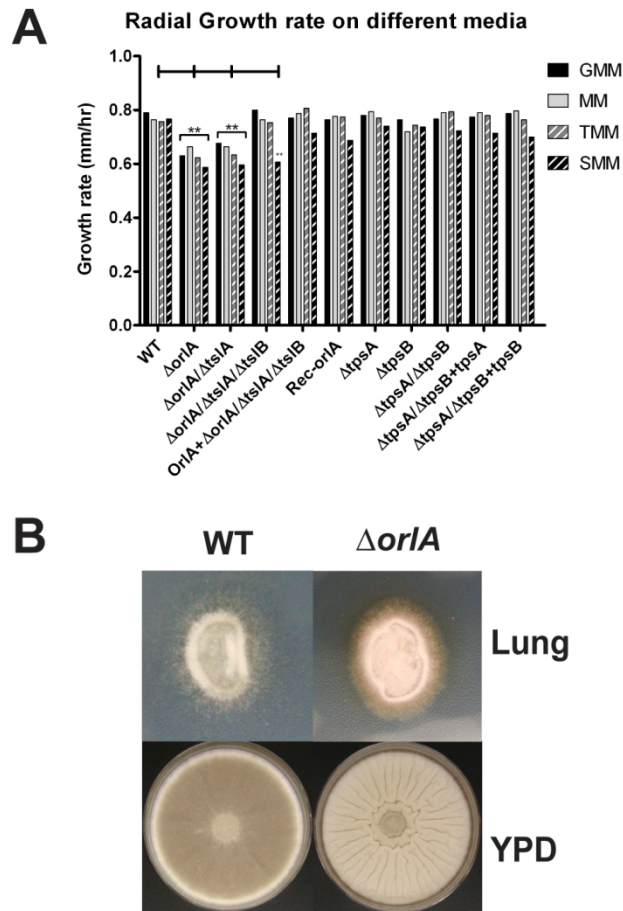 A
Radial Growth rate on different media
Growth rate (mm/hr)
1.0
0.8
0.6
0.4
0.2
0.0
**
**
**
GMM
MM
TMM
SMM
WT
ΔorlA
ΔorlA/ΔtslA
ΔorlA/ΔtslA/ΔtslB
OrlA+ΔorlA/ΔtslA/ΔtslB
Rec-orlA
ΔtpsA
ΔtpsB
ΔtpsA/ΔtpsB
ΔtpsA/ΔtpsB+tpsA
ΔtpsA/ΔtpsB+tpsB
B
WT
ΔorlA
Lung
YPD